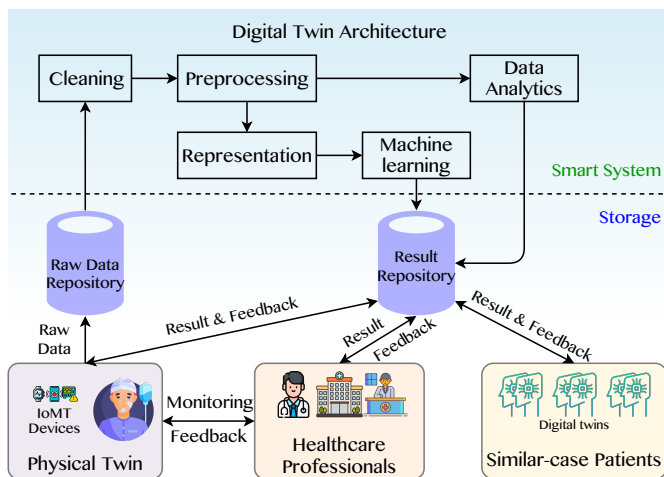 Digital Twin Architecture
Cleaning
Preprocessing
Data
Analytics
Representation
Machine
learning
Smart System
Storage
Raw Data
Repository
Result
Repository
Raw
Data
Result & Feedback
Result
Feedback
Result & Feedback
IoMT
Devices
Physical Twin
Monitoring
Feedback
Healthcare
Professionals
Digital twins
Similar-case Patients